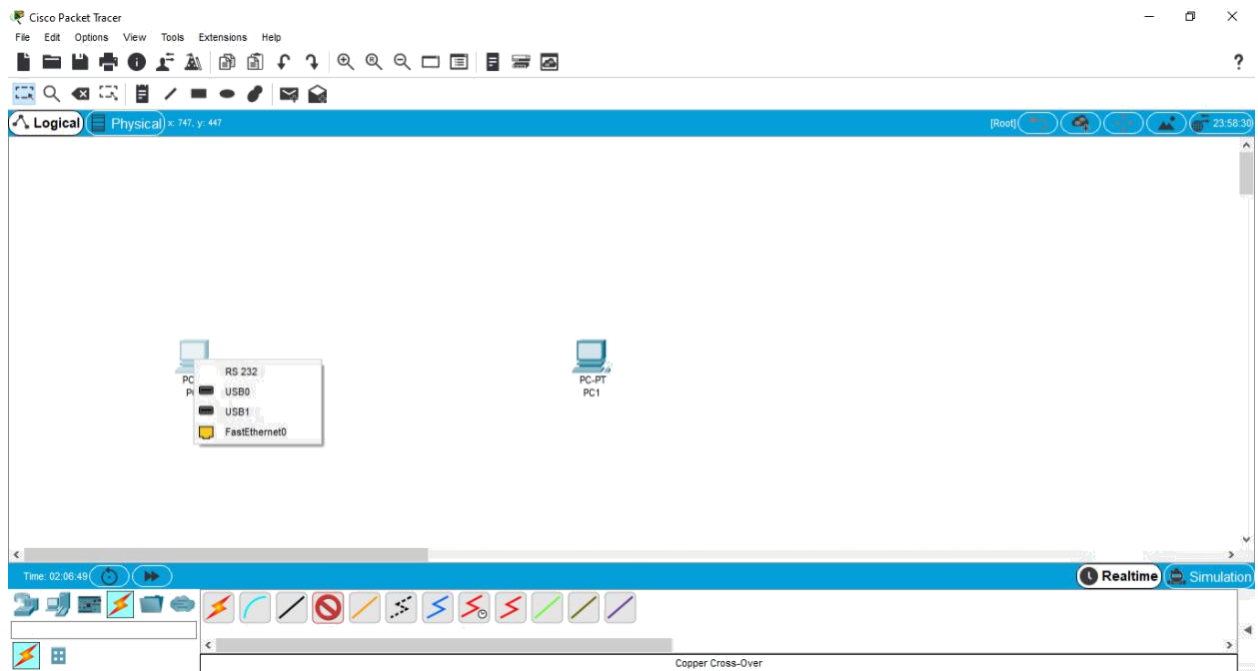 Cisco Packet Tracer
File Edit Options View Tools Extensions Help
?
Logical Physical x: 747, y: 447 [Root] 23:58:30
RS 232
USB0
USB1
FastEthernet0
PC-PT
PC1
Time: 02:06:49 Realtime Simulation
Copper Cross-Over